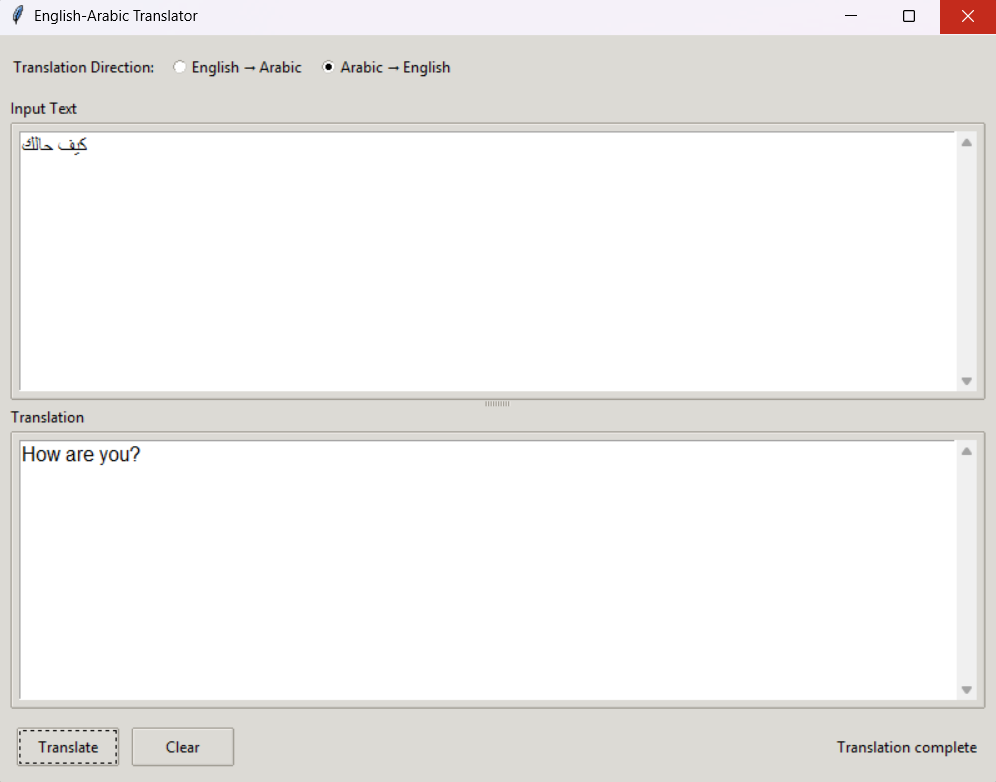 English-Arabic Translator
Translation Direction: English → Arabic Arabic → English
Input Text
كيف حالك
Translation
How are you?
Translate Clear Translation complete